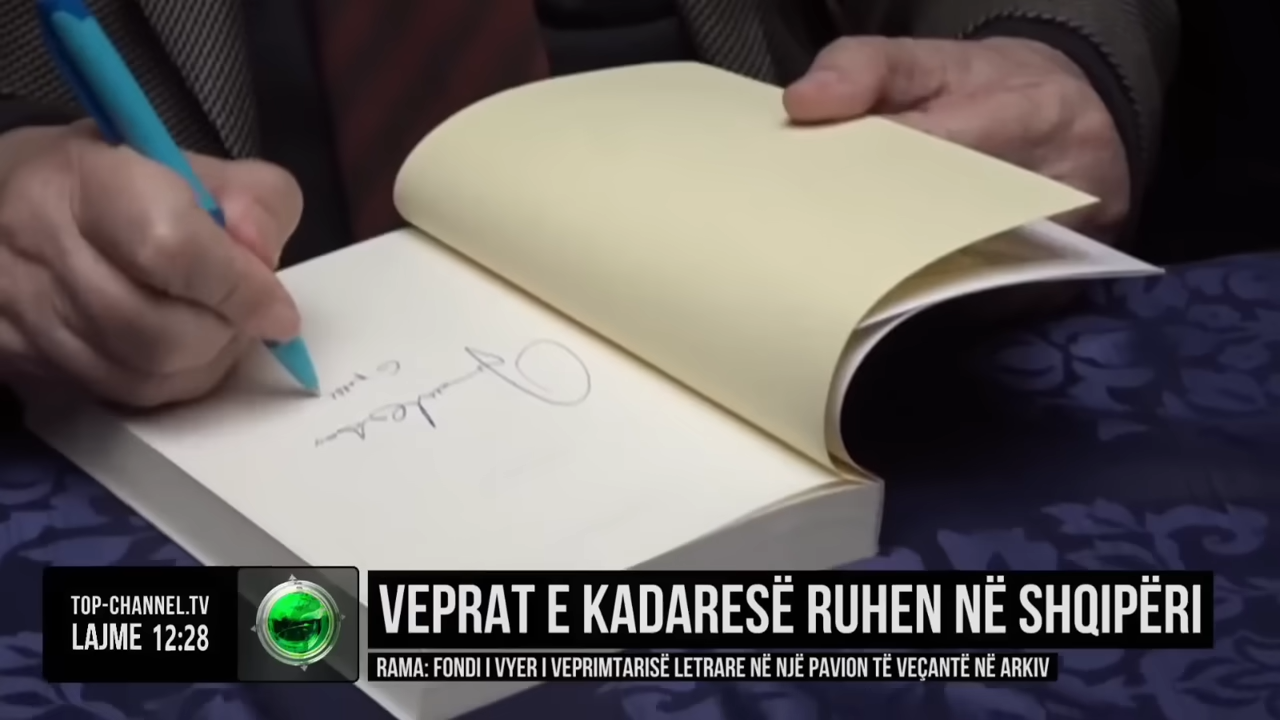 TOP-CHANNEL.TV
LAJME 12:28
VEPRAT E KADARESË RUHEN NË SHQIPËRI
RAMA: FONDI I VYER I VEPRIMTARISË LETRARE NË NJË PAVION TË VEÇANTË NË ARKIV